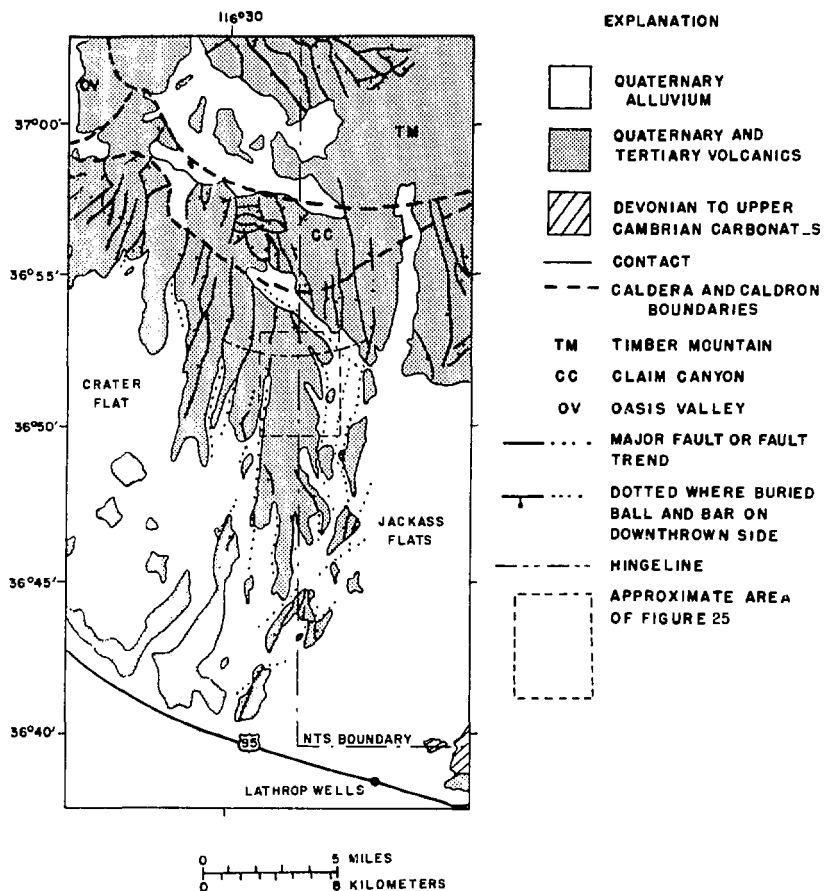 116°30
EXPLANATION
OV
37°00'
TM
CC
36°55'
CRATER
FLAT
36°50'
JACKASS
FLATS
36°45'
36°40'
95
NTS BOUNDARY
LATHROP WELLS
0 5 MILES
0 8 KILOMETERS
QUATERNARY
ALLUVIUM
QUATERNARY AND
TERTIARY VOLCANICS
DEVONIAN TO UPPER
CAMBRIAN CARBONAT_S
CONTACT
CALDERA AND CALDRON
BOUNDARIES
TM TIMBER MOUNTAIN
CC CLAIM CANYON
OV OASIS VALLEY
MAJOR FAULT OR FAULT
TREND
DOTTED WHERE BURIED
BALL AND BAR ON
DOWNTHROWN SIDE
HINGELINE
APPROXIMATE AREA
OF FIGURE 25